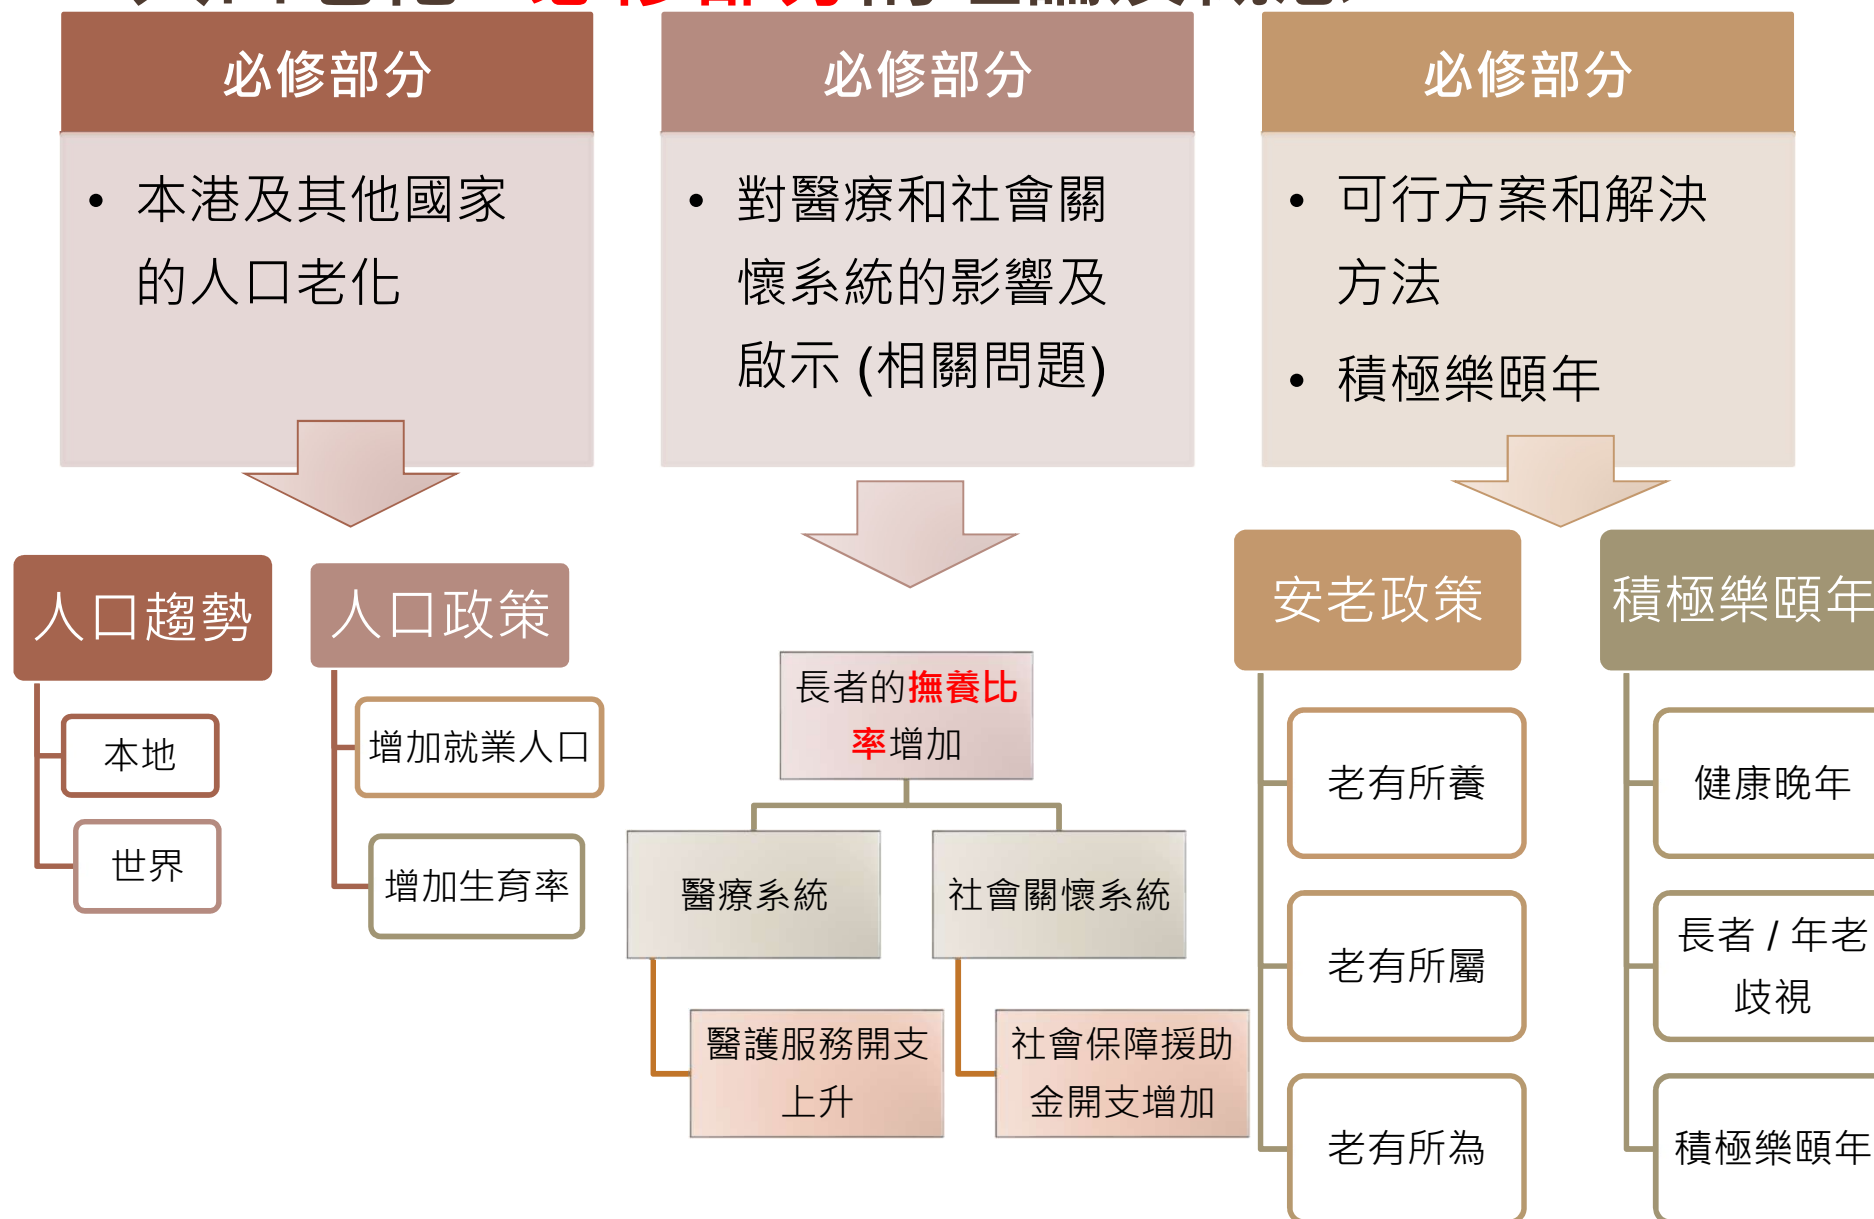 必修部分
必修部分
必修部分
必修部分
• 本港及其他國家
的人口老化
• 對醫療和社會關
懷系統的影響及
啟示 (相關問題)
• 可行方案和解決
方法
• 積極樂頤年
人口趨勢
本地
世界
人口政策
增加就業人口
增加生育率
長者的撫養比
率增加
醫療系統
社會關懷系統
醫護服務開支
上升
社會保障援助
金開支增加
安老政策
老有所養
老有所屬
老有所為
積極樂頤年
健康晚年
長者 / 年老
歧視
積極樂頤年